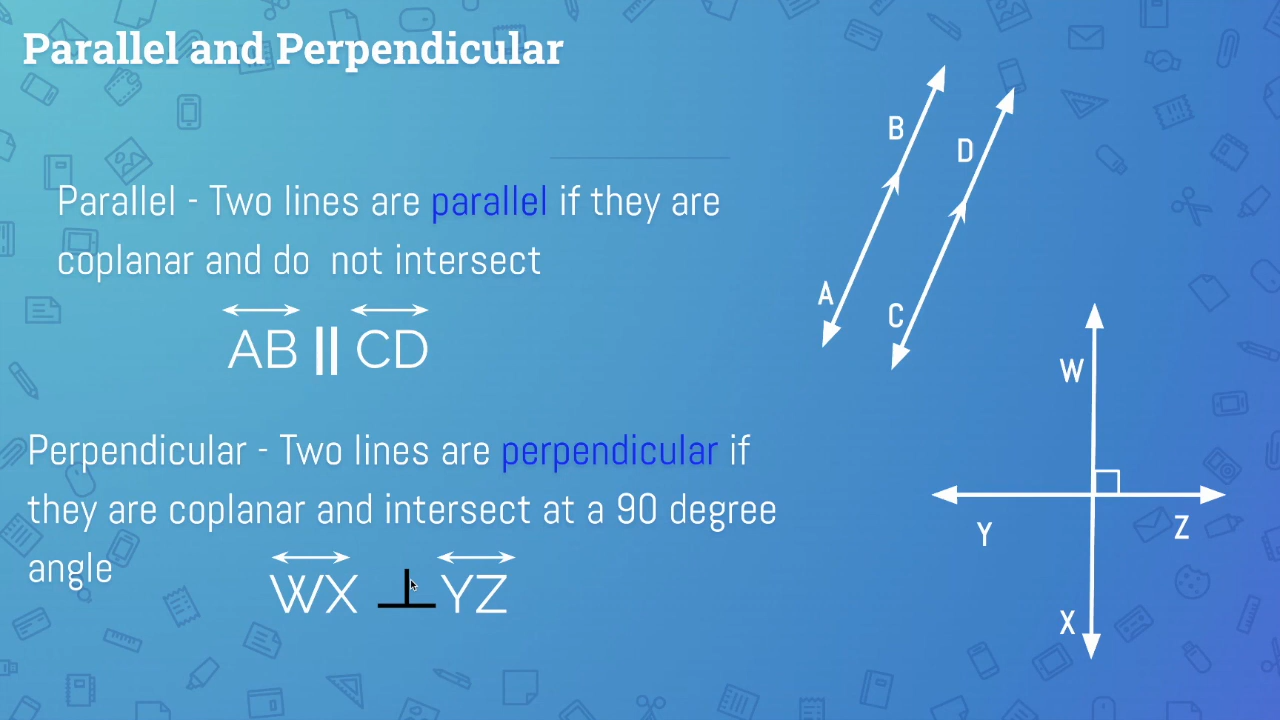 Parallel and Perpendicular
Parallel - Two lines are parallel if they are
coplanar and do  not intersect
AB || CD
Perpendicular - Two lines are perpendicular if
they are coplanar and intersect at a 90 degree
angle
WX ⊥ YZ
B
D
A
C
W
Y
Z
X